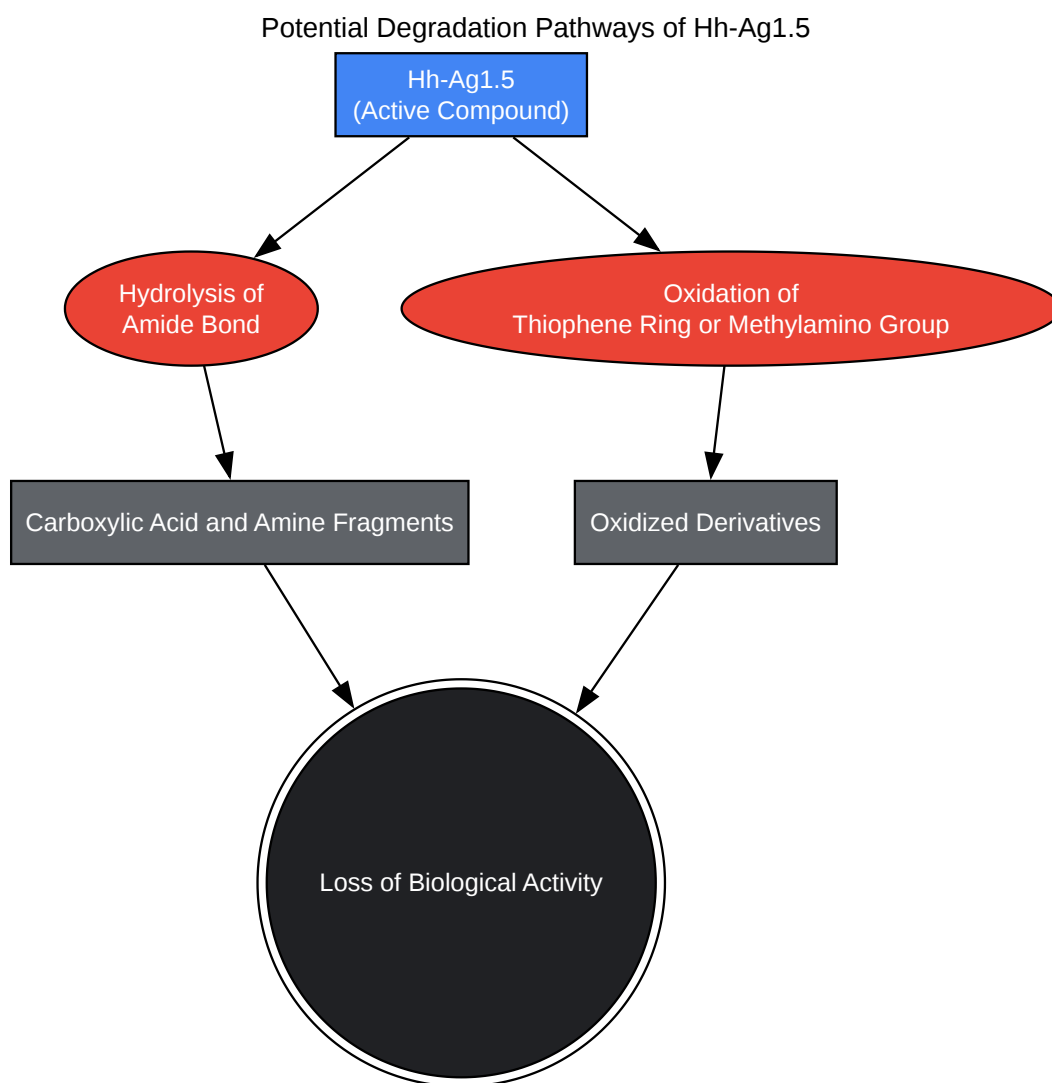 Potential Degradation Pathways of Hh-Ag1.5
Hh-Ag1.5
(Active Compound)
Hydrolysis of
Amide Bond
Oxidation of
Thiophene Ring or Methylamino Group
Carboxylic Acid and Amine Fragments
Oxidized Derivatives
Loss of Biological Activity